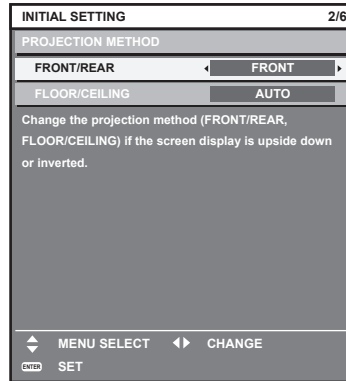 INITIAL SETTING 2/6
PROJECTION METHOD
FRONT/REAR FRONT
FLOOR/CEILING AUTO
Change the projection method (FRONT/REAR,
FLOOR/CEILING) if the screen display is upside down
or inverted.
MENU SELECT CHANGE
ENTER SET